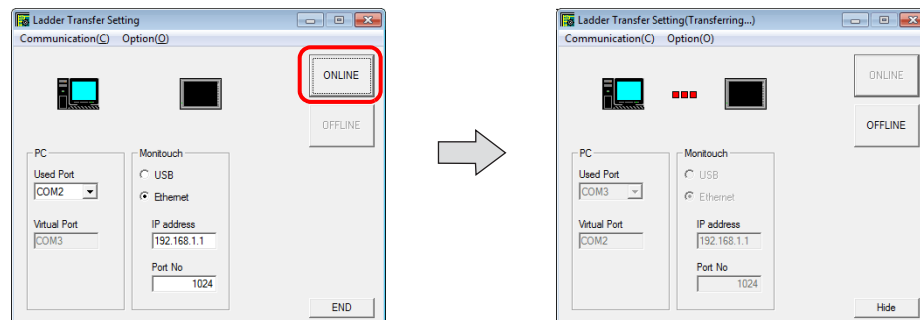 Ladder Transfer Setting
Communication(C) Option(O)
ONLINE
OFFLINE
PC
Used Port
COM2
Virtual Port
COM3
Monitouch
USB
Ethernet
IP address
192.168.1.1
Port No
1024
END
Ladder Transfer Setting(Transferring...)
Communication(C) Option(O)
ONLINE
OFFLINE
PC
Used Port
COM3
Virtual Port
COM2
Monitouch
USB
Ethernet
IP address
192.168.1.1
Port No
1024
Hide